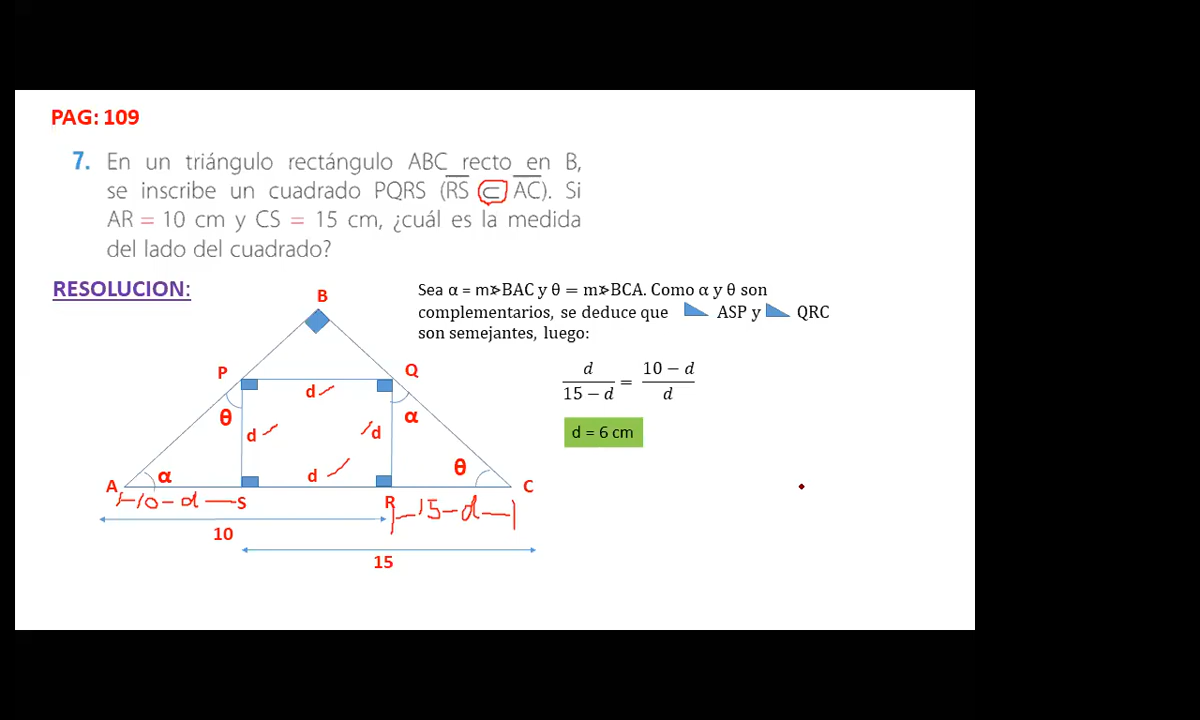 PAG: 109
7. En un triángulo rectángulo ABC recto en B,
se inscribe un cuadrado PQRS (RS ⊂ AC). Si
AR = 10 cm y CS = 15 cm, ¿cuál es la medida
del lado del cuadrado?
RESOLUCION:
Sea α = m∢BAC y θ = m∢BCA. Como α y θ son
complementarios, se deduce que ASP y QRC
son semejantes, luego:
d/15 − d = 10 − d/d
d = 6 cm
B
P
Q
d
θ
α
d
d
A
α
d
θ
C
10-d
S
R
15-d
10
15